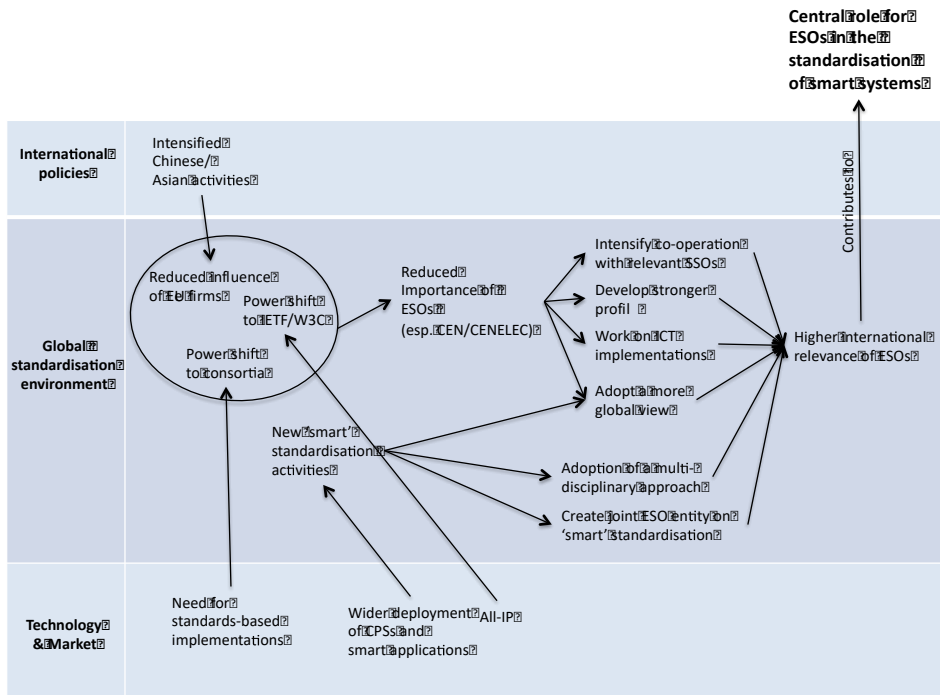 Central role for
ESOs in the
standardisation
of smart systems
International
policies
Intensified
Chinese/
Asian activities
Contributes to
Global
standardisation
environment
Reduced influence
of EU firms
Power shift
to IETF/W3C
Power shift
to consortia
Reduced
Importance of
ESOs
(esp. CEN/CENELEC)
Intensify co-operation
with relevant SSOs
Develop stronger
profil
Work on ICT
implementations
Adopt a more
global view
Higher international
relevance of ESOs
New 'smart'
standardisation
activities
Adoption of a multi-
disciplinary approach
Create joint ESO entity on
'smart' standardisation
Technology
& Market
Need for
standards-based
implementations
Wider deployment
of CPSs and
smart applications
All-IP